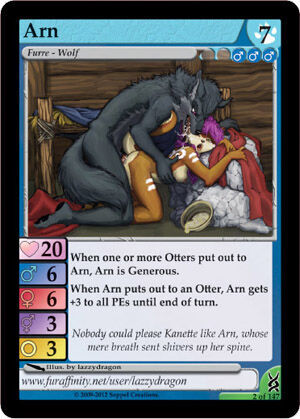 Arn
7
Furre - Wolf
♂♂♂
20
6
6
3
3
When one or more Otters put out to
Arn, Arn is Generous.
When Arn puts out to an Otter, Arn gets
+3 to all PEs until end of turn.
Nobody could please Kanette like Arn, whose
mere breath sent shivers up her spine.
lazzydragon
www.furaffinity.net/user/lazzydragon
© 2009-2012 Seppel Creations.
2 of 147